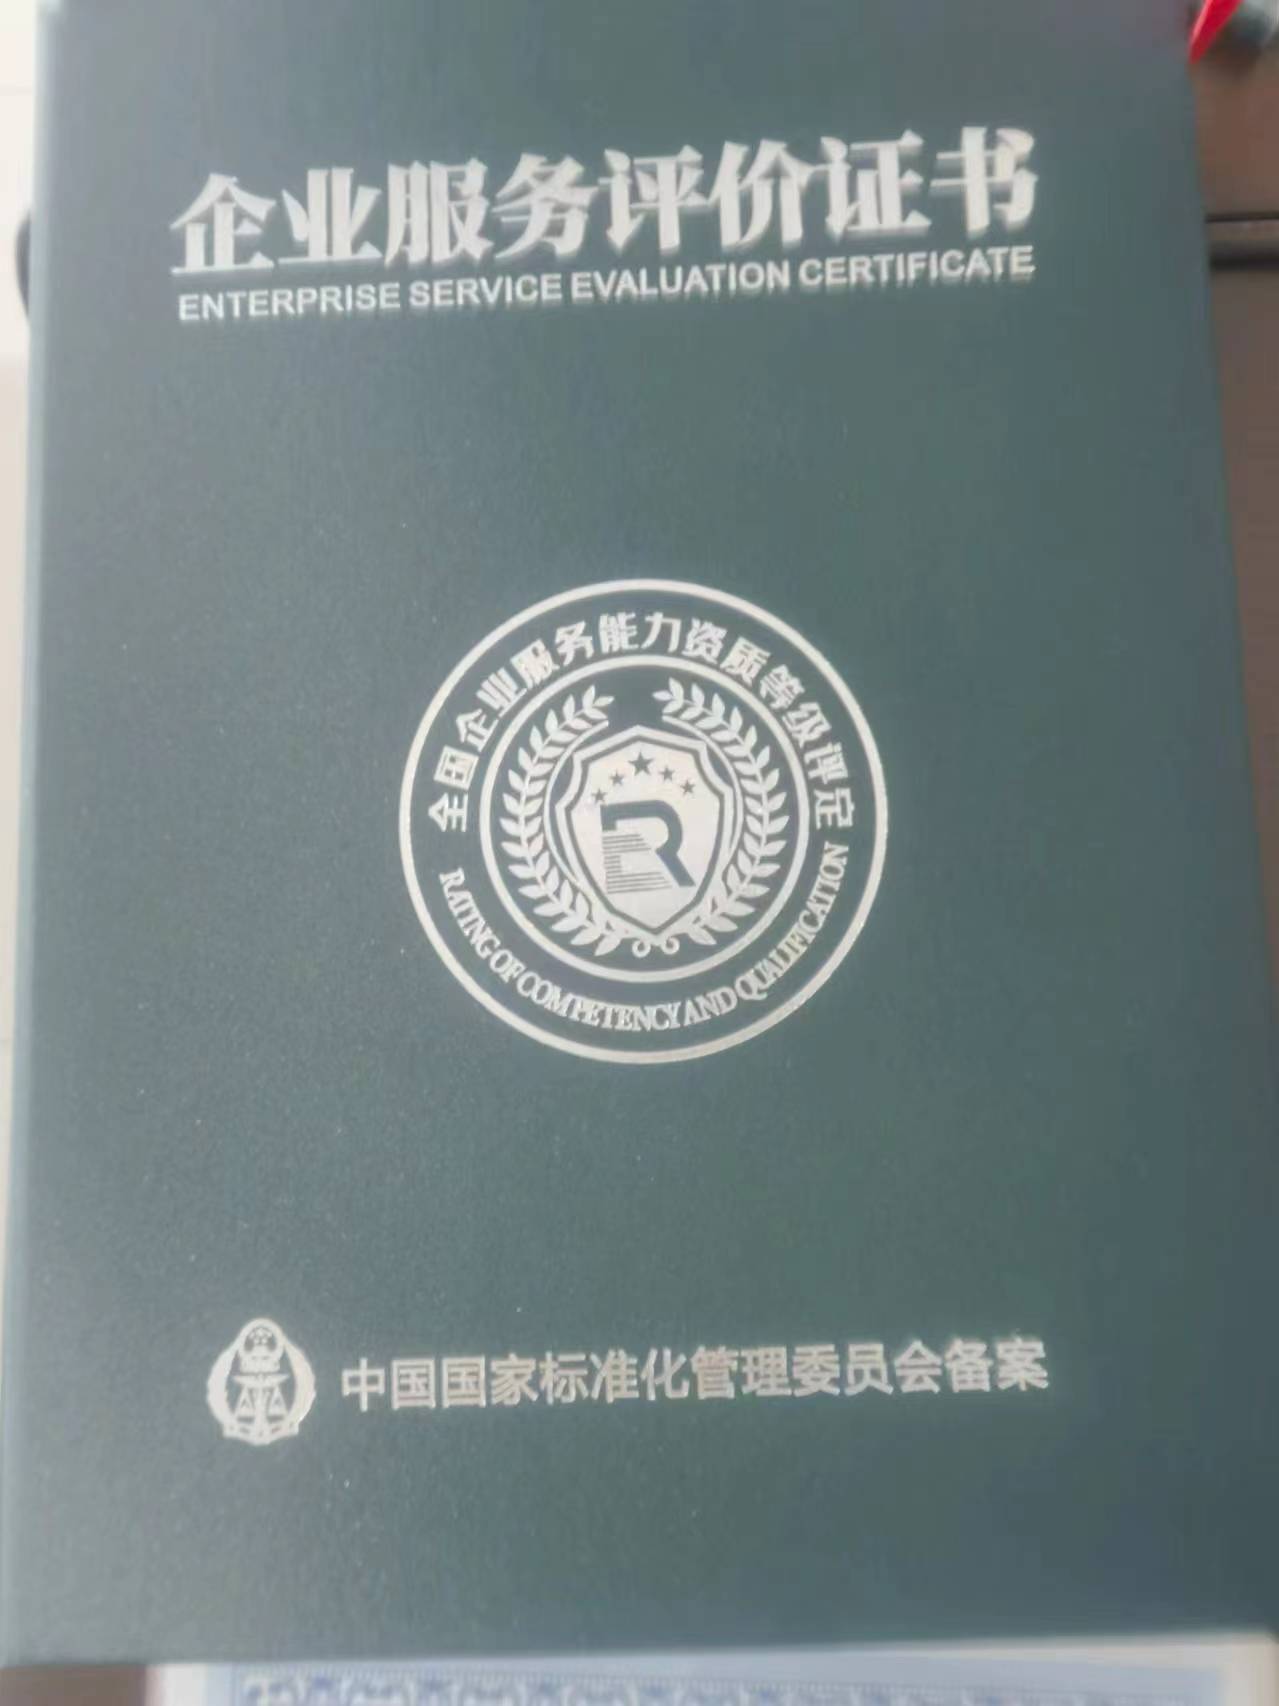 企业服务评价证书
ENTERPRISE SERVICE EVALUATION CERTIFICATE
全国企业服务能力资质等级评定
R
RATING OF COMPETENCY AND QUALIFICATION
中国国家标准化管理委员会备案